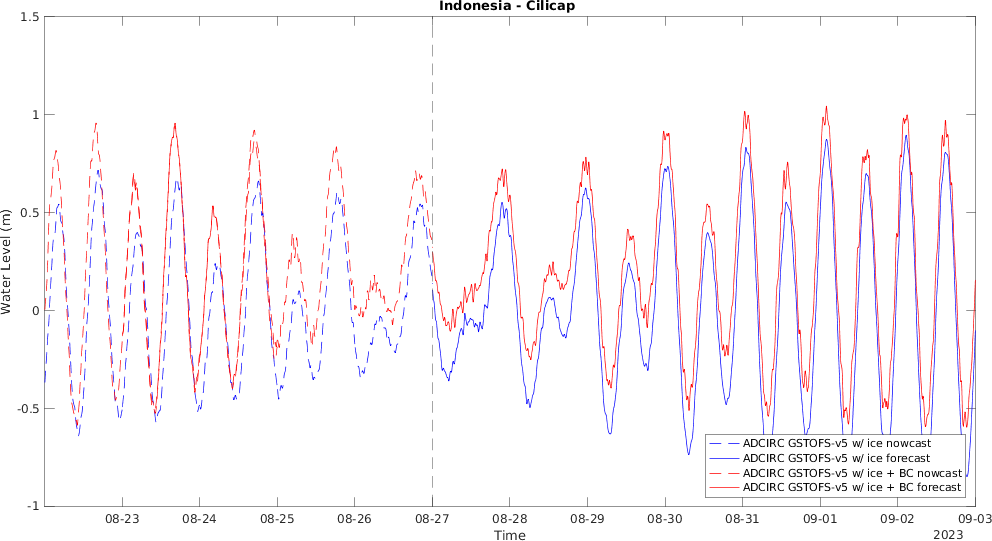 Indonesia - Cilicap
1.5
1
0.5
0
-0.5
-1
Water Level (m)
ADCIRC GSTOFS-v5 w/ ice nowcast
ADCIRC GSTOFS-v5 w/ ice forecast
ADCIRC GSTOFS-v5 w/ ice + BC nowcast
ADCIRC GSTOFS-v5 w/ ice + BC forecast
08-23 08-24 08-25 08-26 08-27 08-28 08-29 08-30 08-31 09-01 09-02 09-03
Time
2023